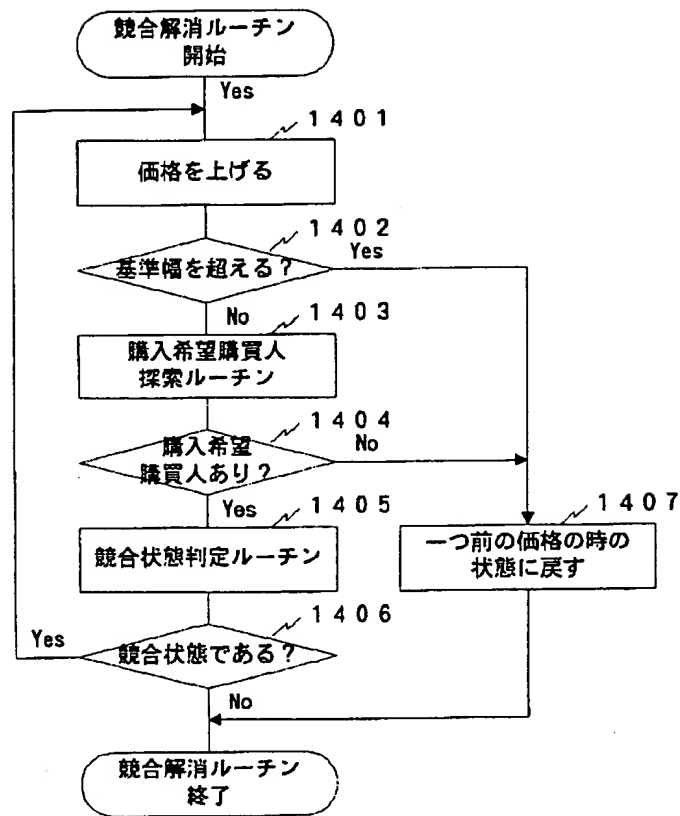 競合解消ルーチン
開始
Yes
1401
価格を上げる
1402
基準幅を超える?
Yes
No
1403
購入希望購買人
探索ルーチン
1404
購入希望
購買人あり?
No
Yes
1405
競合状態判定ルーチン
1407
一つ前の価格の時の
状態に戻す
1406
競合状態である?
Yes
No
競合解消ルーチン
終了